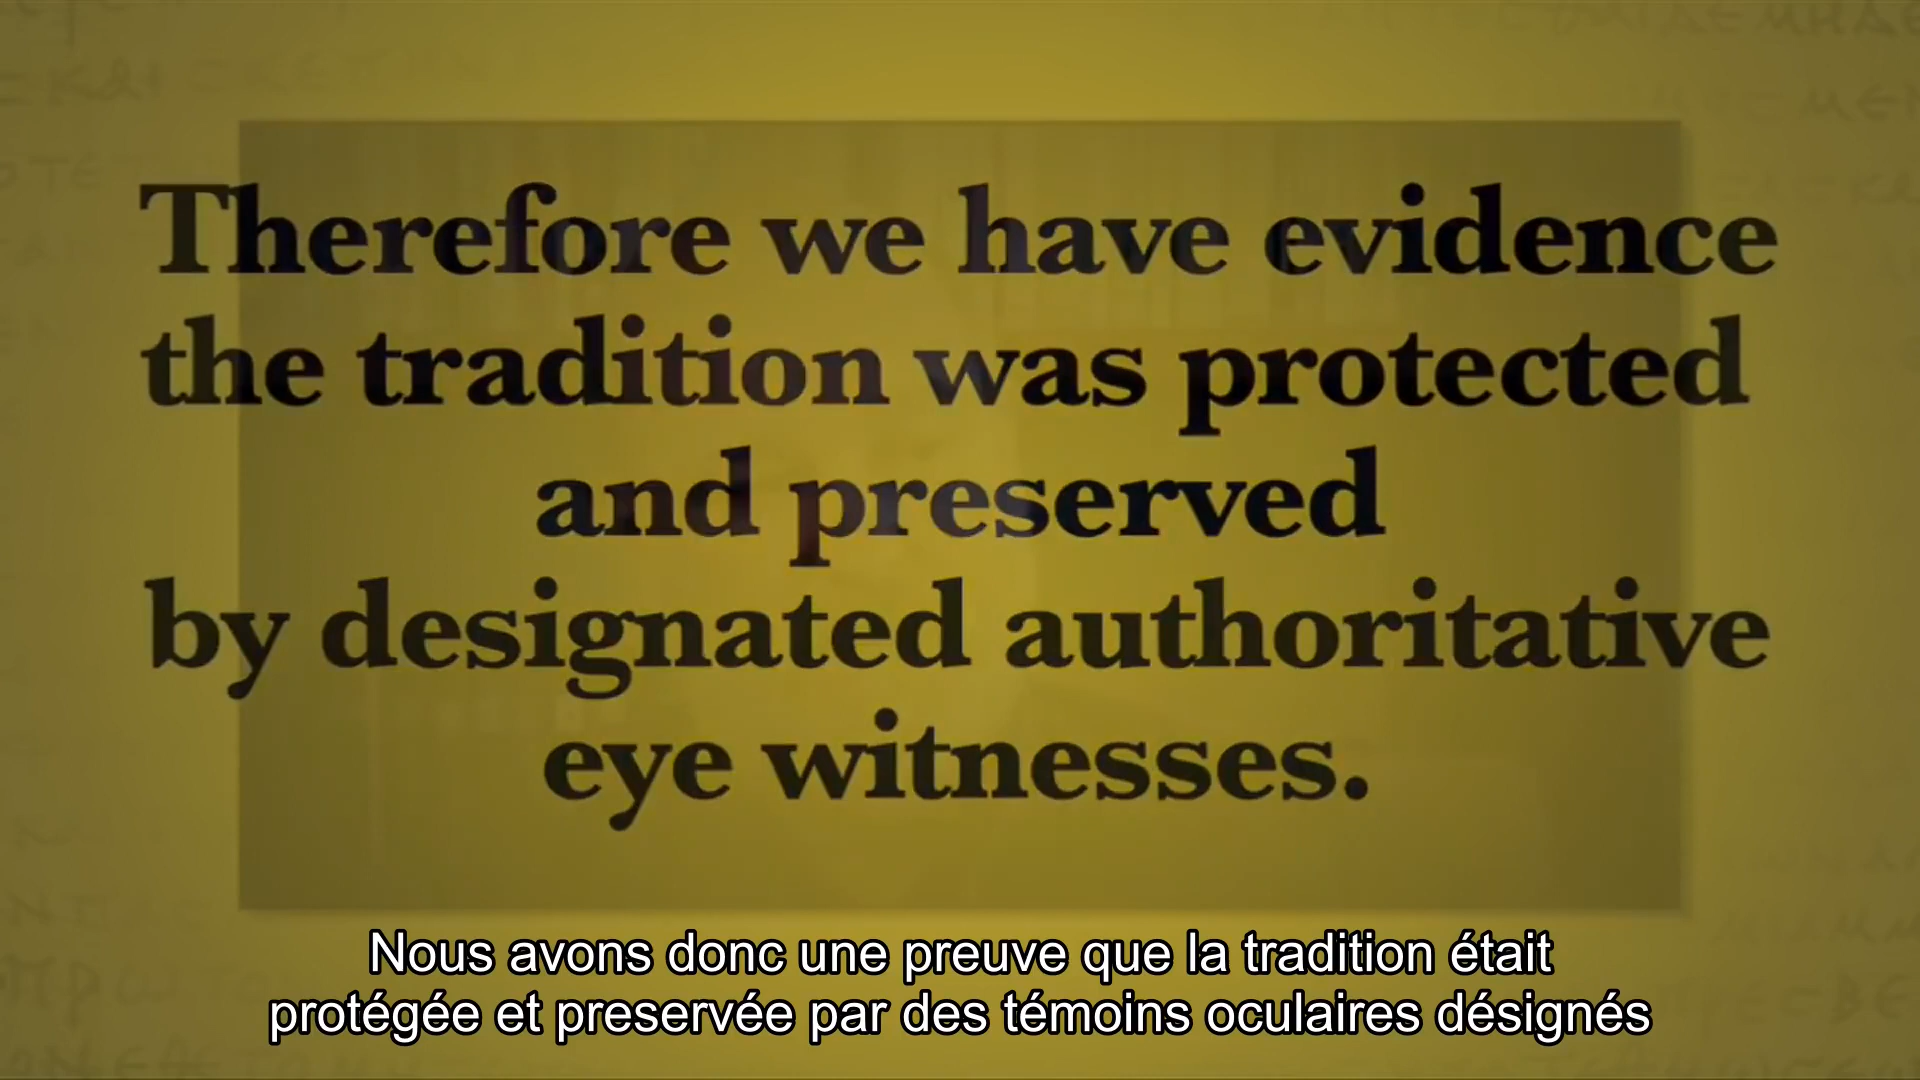 Therefore we have evidence
the tradition was protected
and preserved
by designated authoritative
eye witnesses.
Nous avons donc une preuve que la tradition était
protégée et preservée par des témoins oculaires désignés